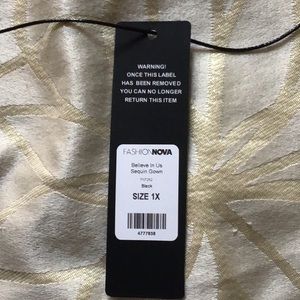 WARNING!
ONCE THIS LABEL
HAS BEEN REMOVED
YOU CAN NO LONGER
RETURN THIS ITEM
FASHIONNOVA
Believe In Us
Sequin Gown
Black
SIZE 1X
4777838